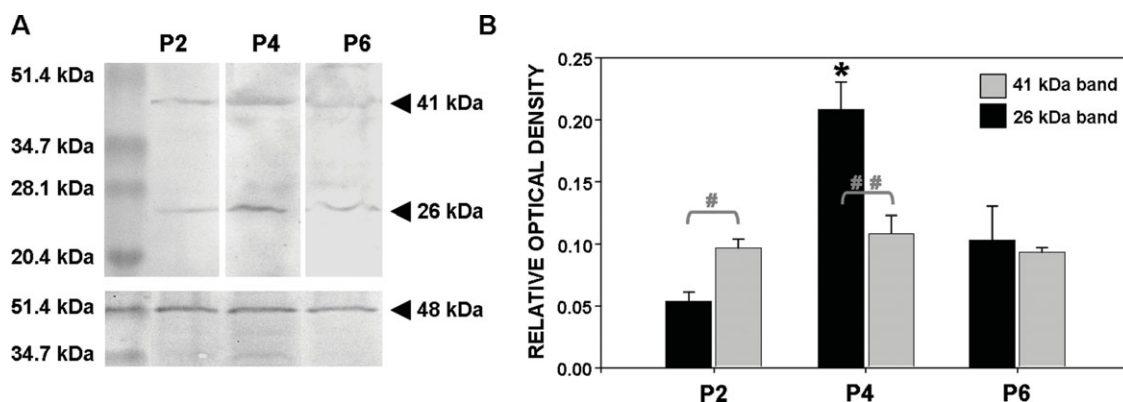 A
P2 P4 P6
51.4 kDa
34.7 kDa
28.1 kDa
20.4 kDa
41 kDa
26 kDa
51.4 kDa
34.7 kDa
48 kDa
B
RELATIVE OPTICAL DENSITY
0.25
0.20
0.15
0.10
0.05
0.00
*
#
# #
41 kDa band
26 kDa band
P2 P4 P6